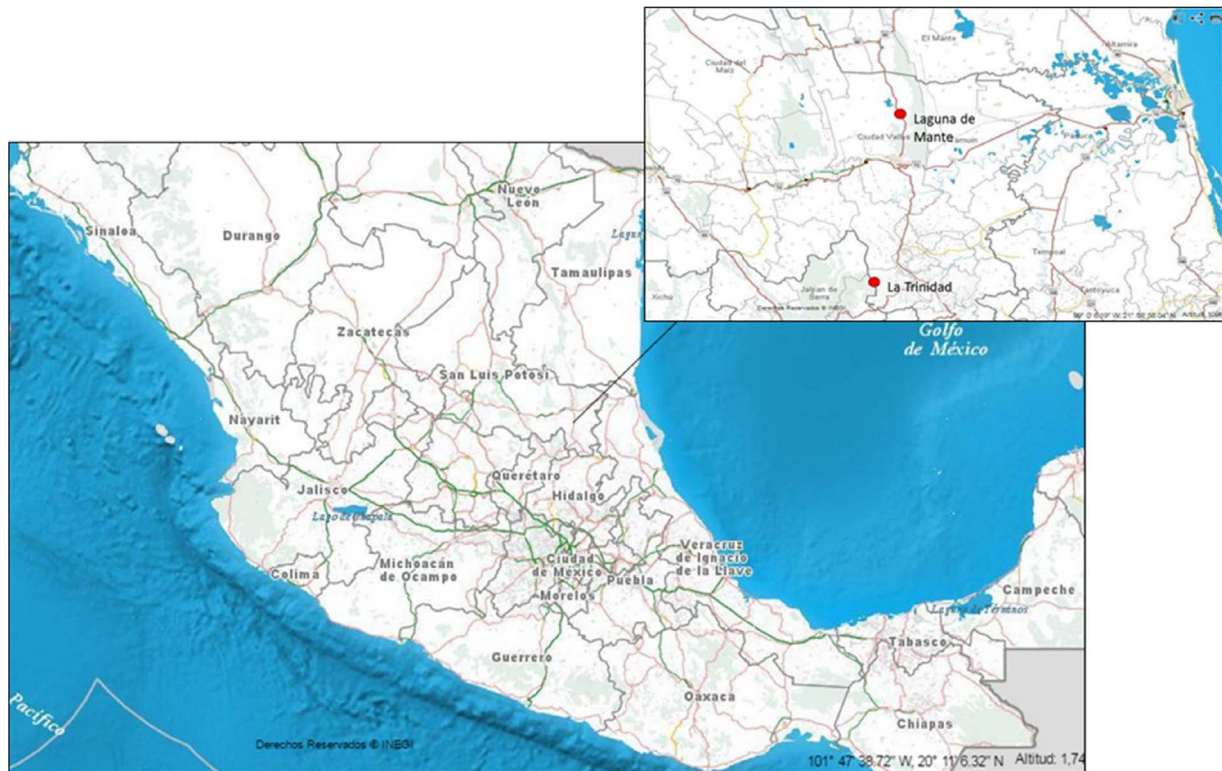 El Mante
Altamira
Ciudad del
Maíz
Laguna de
Mante
Ciudad Valles
Pánuco
La Trinidad
Jalpan de
Serra
Xichú
Tempoal
Tantoyuca
Derechos Reservados © INEGI
Nuevo
León
Sinaloa
Durango
Tamaulipas
Zacatecas
Golfo
de México
San Luis Potosí
Nayarit
Querétaro
Hidalgo
Jalisco
Lago de Chapala
Veracruz
de Ignacio
de la Llave
Michoacán
de Ocampo
Ciudad
de México
Puebla
Colima
Morelos
Campeche
Laguna de Términos
Tabasco
Guerrero
Oaxaca
Pacífico
Chiapas
Derechos Reservados © INEGI
101° 47' 38.72" W, 20° 11' 6.32" N Altitud: 1,74